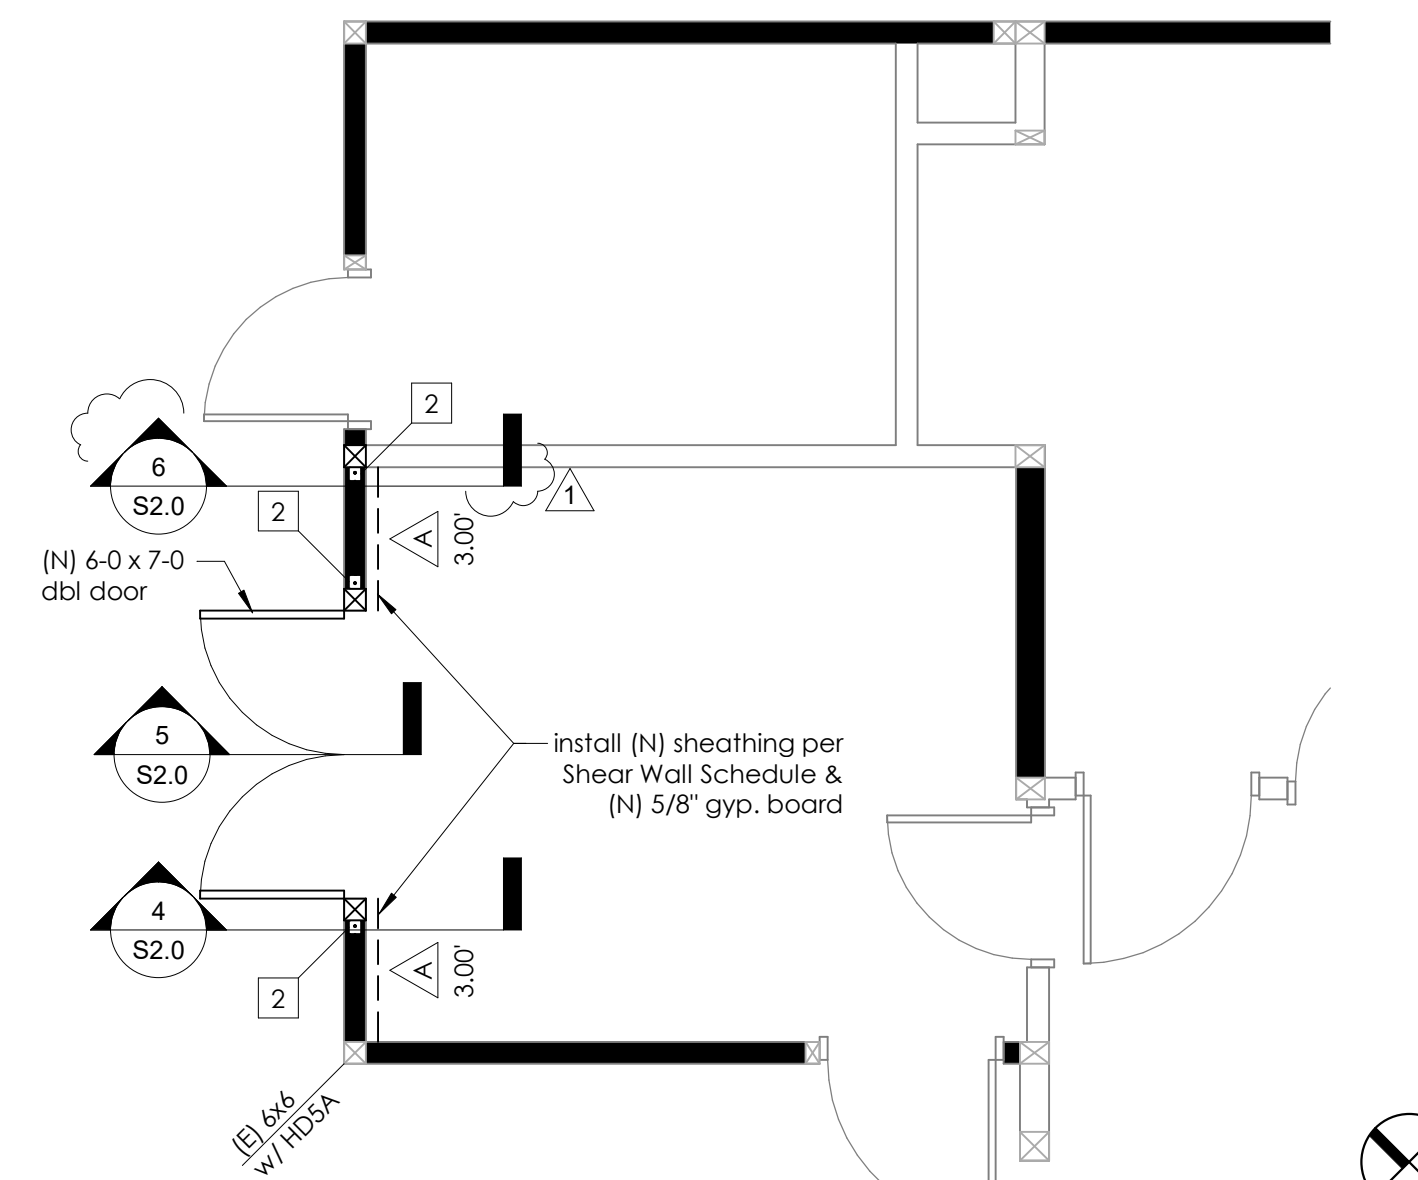 2
6
S2.0
1
2
A
3.00'
(N) 6-0 x 7-0
dbl door
5
S2.0
install (N) sheathing per
Shear Wall Schedule &
(N) 5/8" gyp. board
4
S2.0
A
3.00'
2
(E) 6x6
w/ HD5A